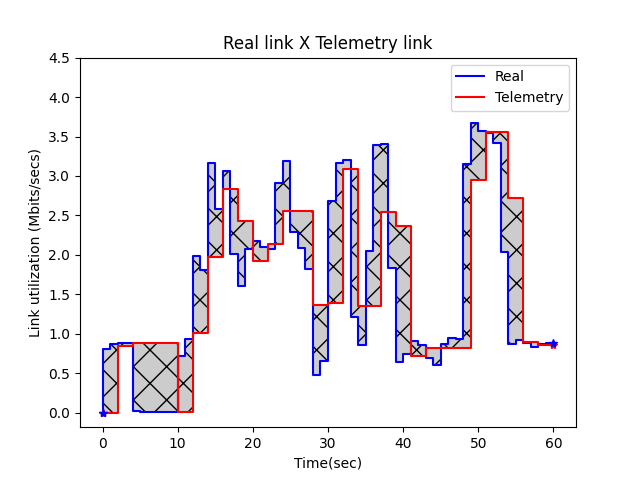 Real link X Telemetry link
Real
Telemetry
Link utilization (Mbits/secs)
4.5
4.0
3.5
3.0
2.5
2.0
1.5
1.0
0.5
0.0
0 10 20 30 40 50 60
Time(sec)